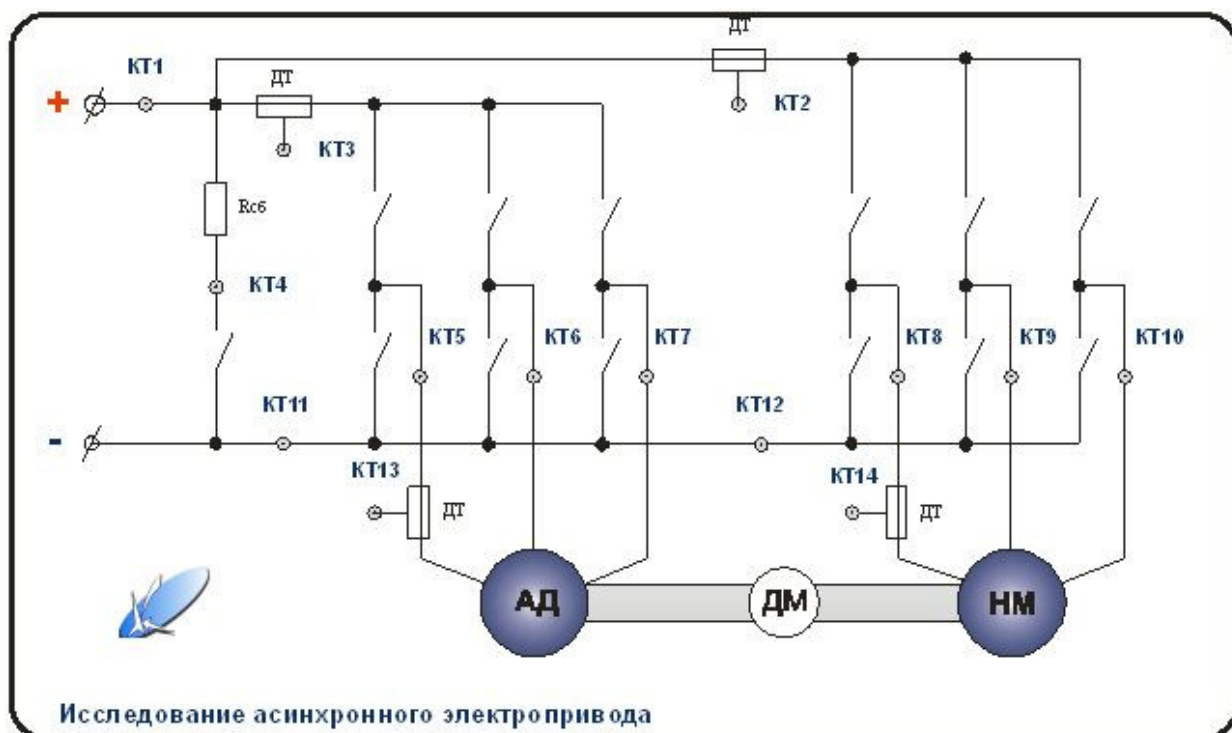 ДТ
КТ1
ДТ
+
КТ2
КТ3
Rсб
КТ4
КТ5 КТ6 КТ7 КТ8 КТ9 КТ10
КТ11 КТ12
-
КТ13 КТ14
ДТ ДТ
АД ДМ НМ
Исследование асинхронного электропривода